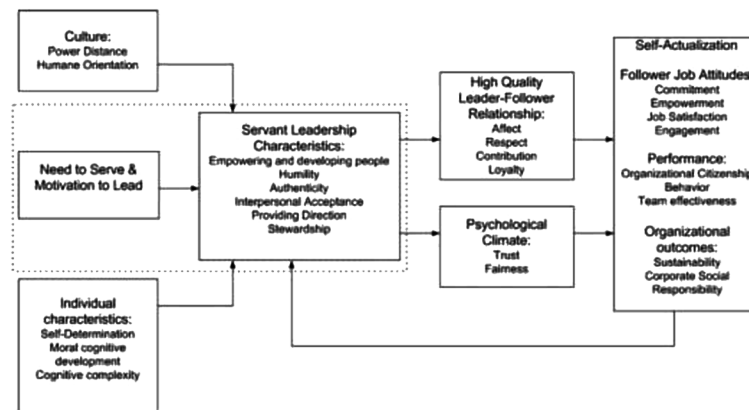 Culture:
Power Distance
Humane Orientation
Need to Serve &
Motivation to Lead
Individual
characteristics:
Self-Determination
Moral cognitive
development
Cognitive complexity
Servant Leadership
Characteristics:
Empowering and developing people
Humility
Authenticity
Interpersonal Acceptance
Providing Direction
Stewardship
High Quality
Leader-Follower
Relationship:
Affect
Respect
Contribution
Loyalty
Psychological
Climate:
Trust
Fairness
Self-Actualization
Follower Job Attitudes:
Commitment
Empowerment
Job Satisfaction
Engagement
Performance:
Organizational Citizenship
Behavior
Team effectiveness
Organizational
outcomes:
Sustainability
Corporate Social
Responsibility